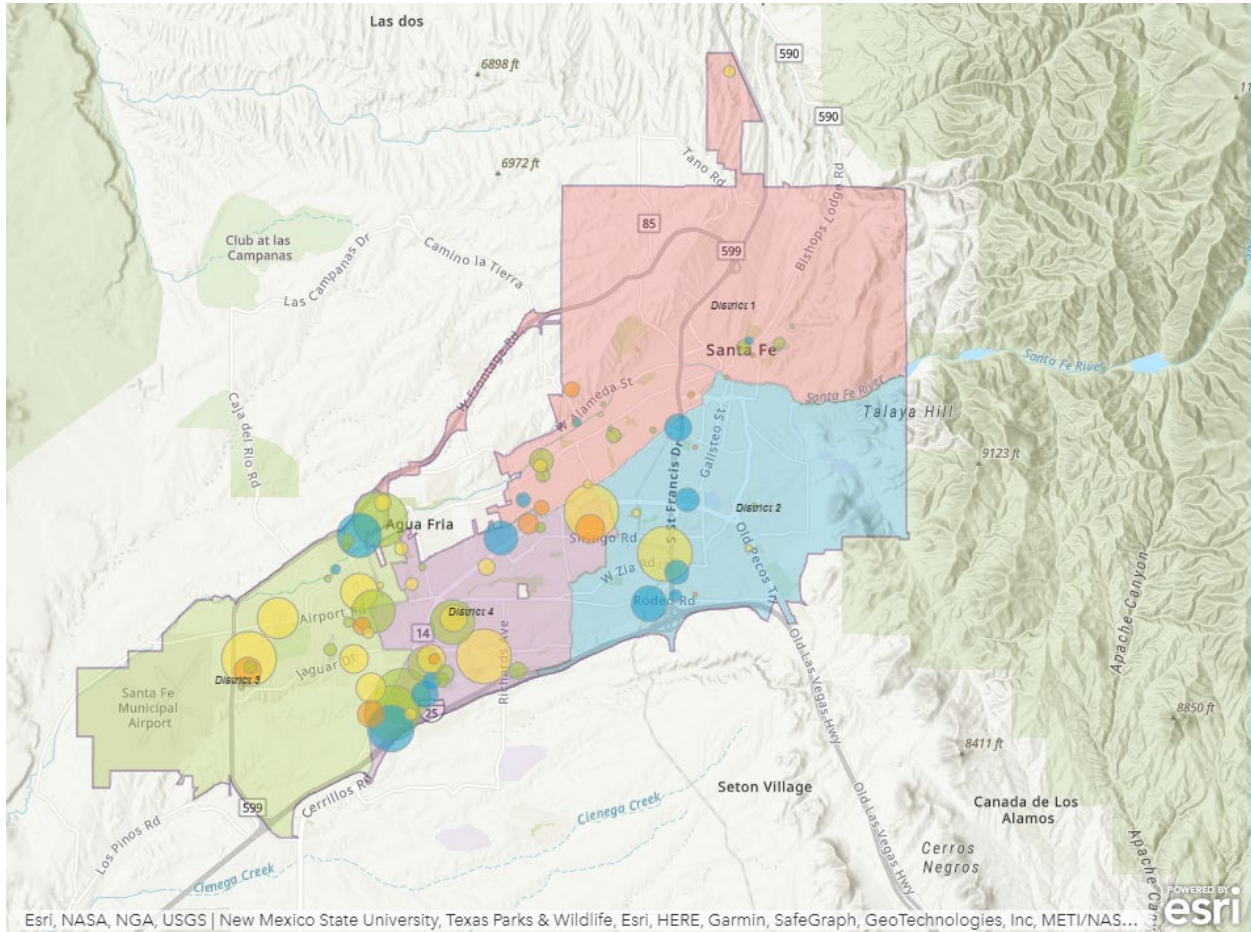 Las dos
590
6898 ft
11
590
6972 ft
Tano Rd
Bishops Lodge Rd
85
Club at las
Campanas
Camino la Tierra
599
Las Campanas Dr
District 1
W Frontage Rd
Santa Fe
Santa Fe River
W Alameda St
Santa Fe River
Talaya Hill
Caja del Rio Rd
Galisteo St
9123 ft
S St Francis Dr
District 2
Agua Fria
Siringo Rd
Old Pecos Trl
W Zia Rd
Apache Canyon
Rodeo Rd
Airport Rd
District 4
14
Richards Ave
Jaguar Dr
District 3
Santa Fe
Municipal
Airport
25
Old Las Vegas Hwy
8850 ft
8411 ft
Seton Village
Cerrillos Rd
599
Canada de Los
Alamos
Cienega Creek
Los Pinos Rd
Old Las Vegas Hwy
Cerros
Negros
Apache Cany
Cienega Creek
POWERED BY
esri
Esri, NASA, NGA, USGS | New Mexico State University, Texas Parks & Wildlife, Esri, HERE, Garmin, SafeGraph, GeoTechnologies, Inc, METI/NAS...